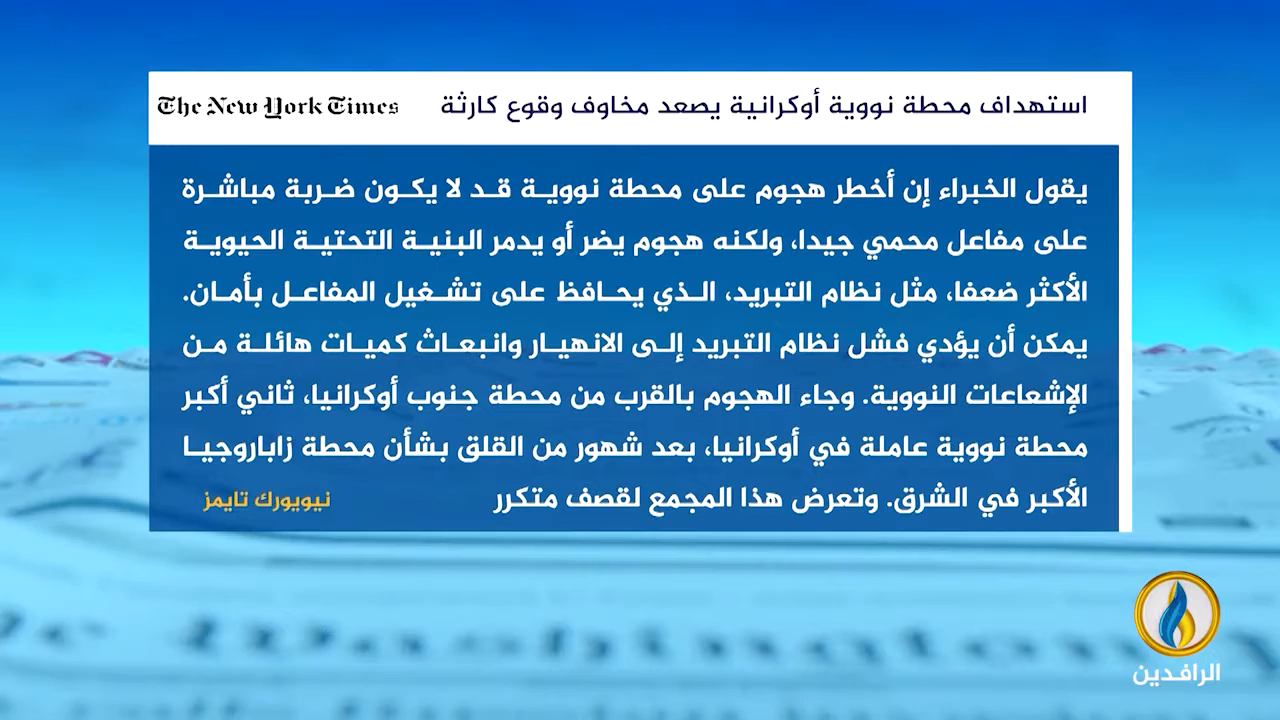 استهداف محطة نووية أوكرانية يصعد مخاوف وقوع كارثة The New York Times
يقول الخبراء إن أخطر هجوم على محطة نووية قد لا يكون ضربة مباشرة
على مفاعل محمي جيدا، ولكنه هجوم يضر أو يدمر البنية التحتية الحيوية
الأكثر ضعفا، مثل نظام التبريد، الذي يحافظ على تشغيل المفاعل بأمان.
يمكن أن يؤدي فشل نظام التبريد إلى الانهيار وانبعاث كميات هائلة من
الإشعاعات النووية. وجاء الهجوم بالقرب من محطة جنوب أوكرانيا، ثاني أكبر
محطة نووية عاملة في أوكرانيا، بعد شهور من القلق بشأن محطة زاباروجيا
الأكبر في الشرق. وتعرض هذا المجمع لقصف متكرر نيويورك تايمز
الرافدين